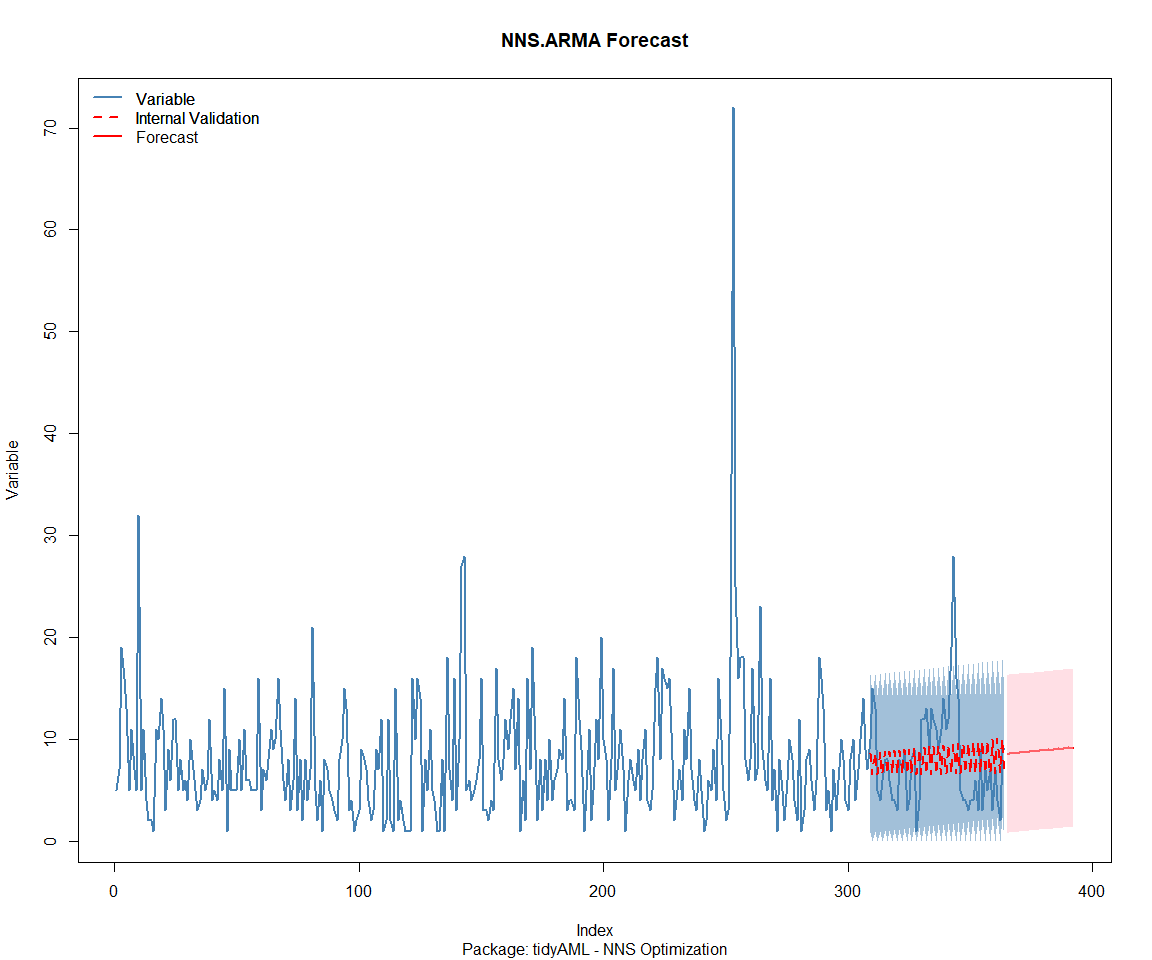 NNS.ARMA Forecast
Variable
Internal Validation
Forecast
70
60
50
40
30
20
10
0
Variable
0
100
200
300
400
Index
Package: tidyAML - NNS Optimization